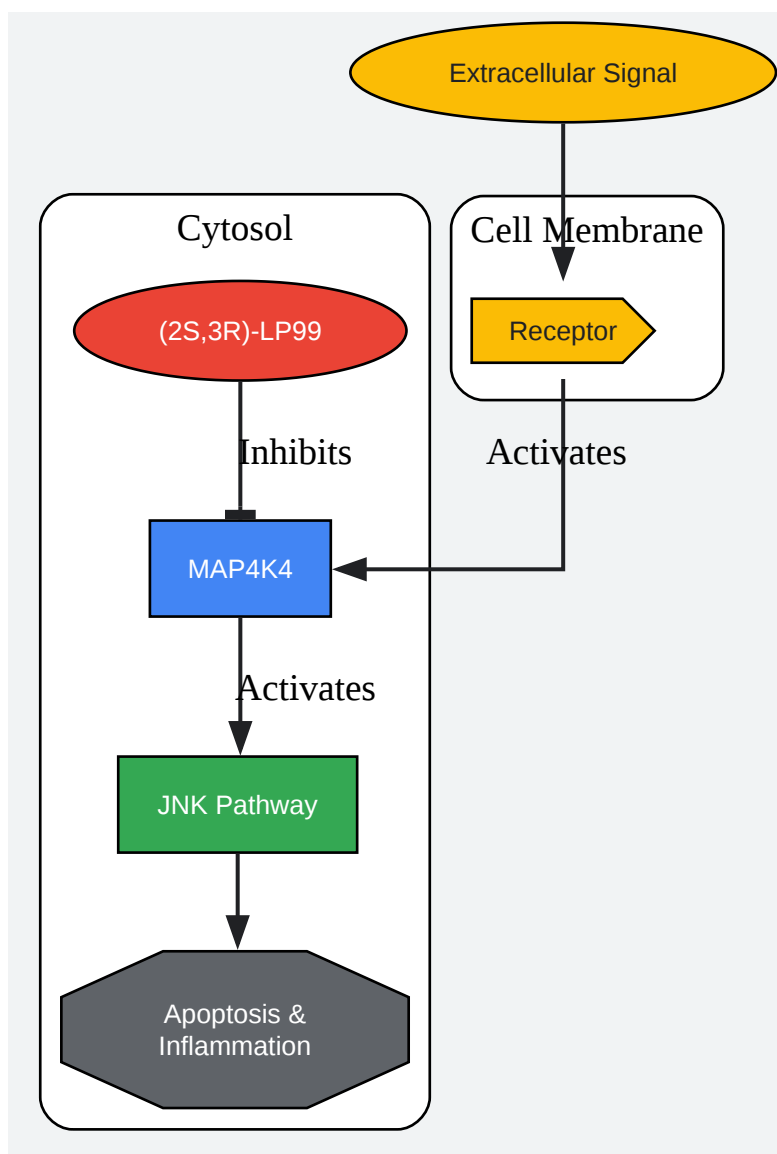 Extracellular Signal
Cytosol
Cell Membrane
(2S,3R)-LP99
Receptor
Inhibits
Activates
MAP4K4
Activates
JNK Pathway
Apoptosis &
Inflammation